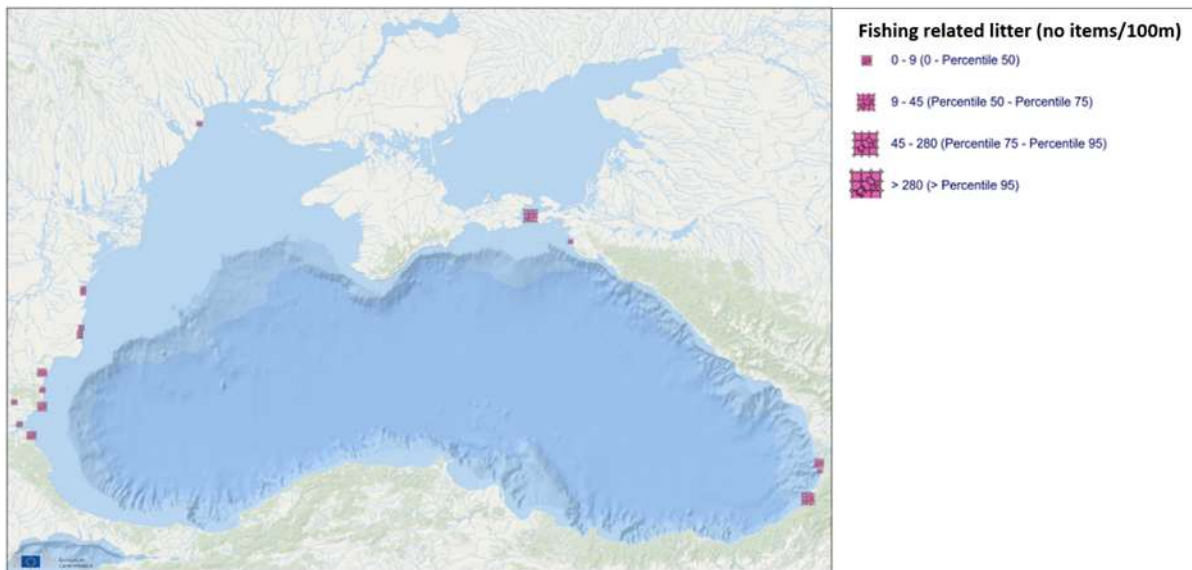 Fishing related litter (no items/100m)
0 - 9 (0 - Percentile 50)
9 - 45 (Percentile 50 - Percentile 75)
45 - 280 (Percentile 75 - Percentile 95)
> 280 (> Percentile 95)